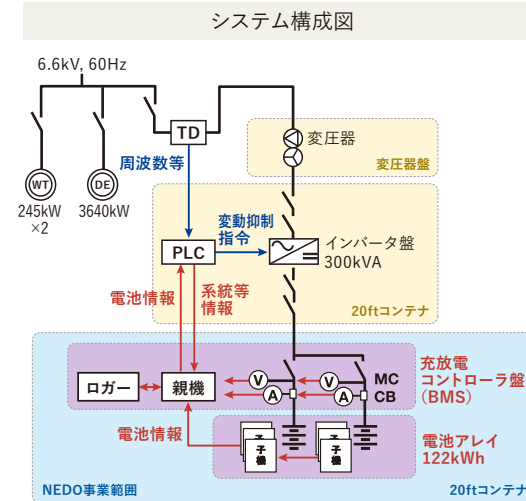 システム構成図
6.6kV, 60Hz
TD
変圧器
変圧器盤
周波数等
WT
DE
245kW
×2
3640kW
変動抑制
指令
PLC
インバータ盤
300kVA
電池情報
系統等
情報
20ftコンテナ
V
V
MC
充放電
コントローラ盤
(BMS)
ロガー
親機
A
A
CB
電池情報
子
子機
子
子機
電池アレイ
122kWh
NEDO事業範囲
20ftコンテナ